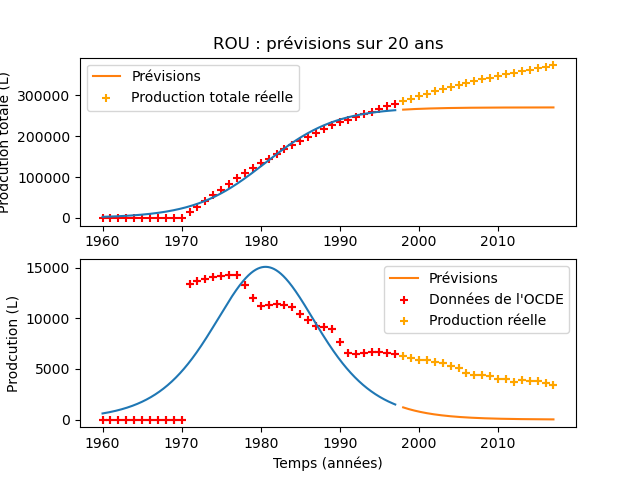 ROU : prévisions sur 20 ans
Prodcution totale (L)
300000
200000
100000
0
Prévisions
Production totale réelle
1960 1970 1980 1990 2000 2010
Prodcution (L)
15000
10000
5000
0
Prévisions
Données de l'OCDE
Production réelle
1960 1970 1980 1990 2000 2010
Temps (années)